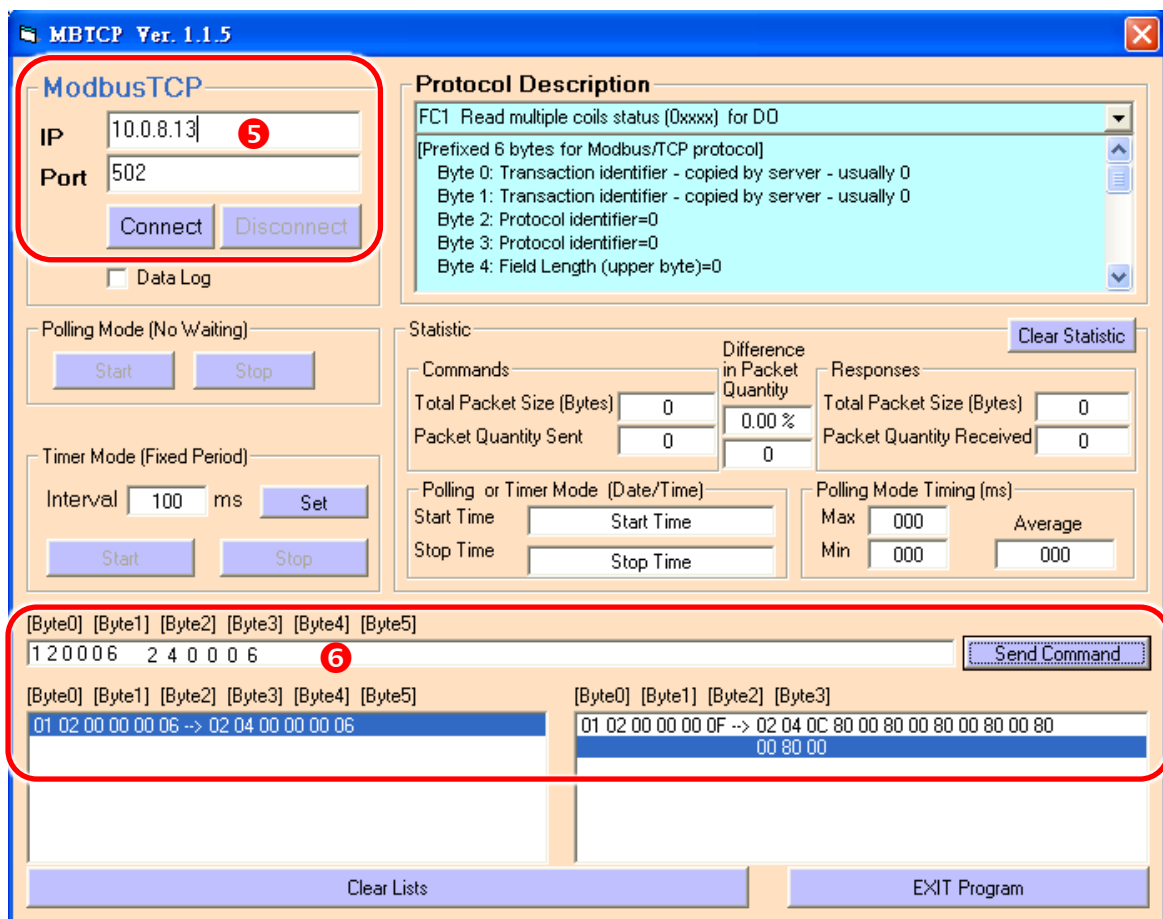 MBTCP Ver. 1.1.5
ModbusTCP
IP 10.0.8.13 5
Port 502
Connect Disconnect
Data Log
Protocol Description
FC1 Read multiple coils status (0xxxx) for DO
[Prefixed 6 bytes for Modbus/TCP protocol]
Byte 0: Transaction identifier - copied by server - usually 0
Byte 1: Transaction identifier - copied by server - usually 0
Byte 2: Protocol identifier=0
Byte 3: Protocol identifier=0
Byte 4: Field Length (upper byte)=0
Polling Mode (No Waiting)
Start Stop
Timer Mode (Fixed Period)
Interval 100 ms Set
Start Stop
Statistic
Clear Statistic
Commands
Total Packet Size (Bytes) 0
Packet Quantity Sent 0
Difference
in Packet
Quantity
0.00 %
0
Responses
Total Packet Size (Bytes) 0
Packet Quantity Received 0
Polling or Timer Mode (Date/Time)
Start Time Start Time
Stop Time Stop Time
Polling Mode Timing (ms)
Max 000 Average
Min 000 000
[Byte0] [Byte1] [Byte2] [Byte3] [Byte4] [Byte5]
1 2 0 0 0 6 2 4 0 0 0 6 6 Send Command
[Byte0] [Byte1] [Byte2] [Byte3] [Byte4] [Byte5]
01 02 00 00 00 06 --> 02 04 00 00 00 06
[Byte0] [Byte1] [Byte2] [Byte3]
01 02 00 00 00 0F --> 02 04 0C 80 00 80 00 80 00 80 00 80
00 80 00
Clear Lists EXIT Program